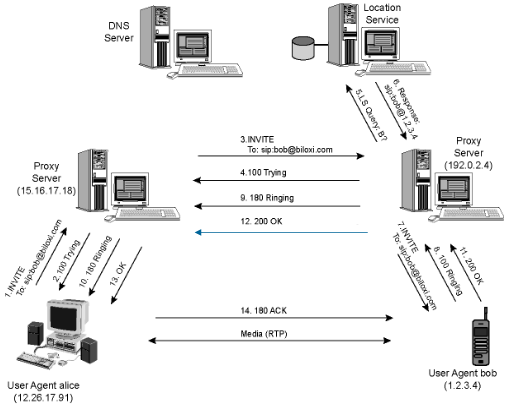 DNS
Server
Location
Service
5.LS Query: B?
6. Response:
sip:bob@1.2.3.4
3.INVITE
To: sip:bob@biloxi.com
Proxy
Server
(15.16.17.18)
Proxy
Server
(192.0.2.4)
4.100 Trying
9. 180 Ringing
12. 200 OK
1.INVITE
To: sip:bob@biloxi.com
2.100 Trying
10. 180 Ringing
13. OK
7.INVITE
To: sip:bob@biloxi.com
8. 100 Ringing
11. 200 OK
14. 180 ACK
Media (RTP)
User Agent alice
(12.26.17.91)
User Agent bob
(1.2.3.4)